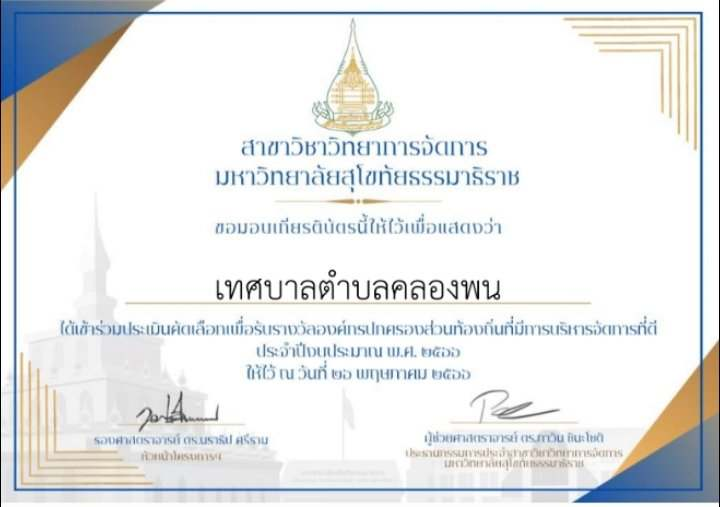 สาขาวิชาวิทยาการจัดการ
มหาวิทยาลัยสุโขทัยธรรมาธิราช
ขอมอบเกียรติบัตรนี้ให้ไว้เพื่อแสดงว่า
เทศบาลตำบลคลองพน
ได้เข้าร่วมประเมินคัดเลือกเพื่อรับรางวัลองค์กรปกครองส่วนท้องถิ่นที่มีการบริหารจัดการที่ดี
ประจำปีงบประมาณ พ.ศ. ๒๕๖๖
ให้ไว้ ณ วันที่ ๒๖ พฤษภาคม ๒๕๖๖
รองศาสตราจารย์ ดร.นราธิป ศรีราม
หัวหน้าโครงการฯ
ผู้ช่วยศาสตราจารย์ ดร.ภาวิน ชินะโชติ
ประธานกรรมการประจำสาขาวิชาวิทยาการจัดการ
มหาวิทยาลัยสุโขทัยธรรมาธิราช